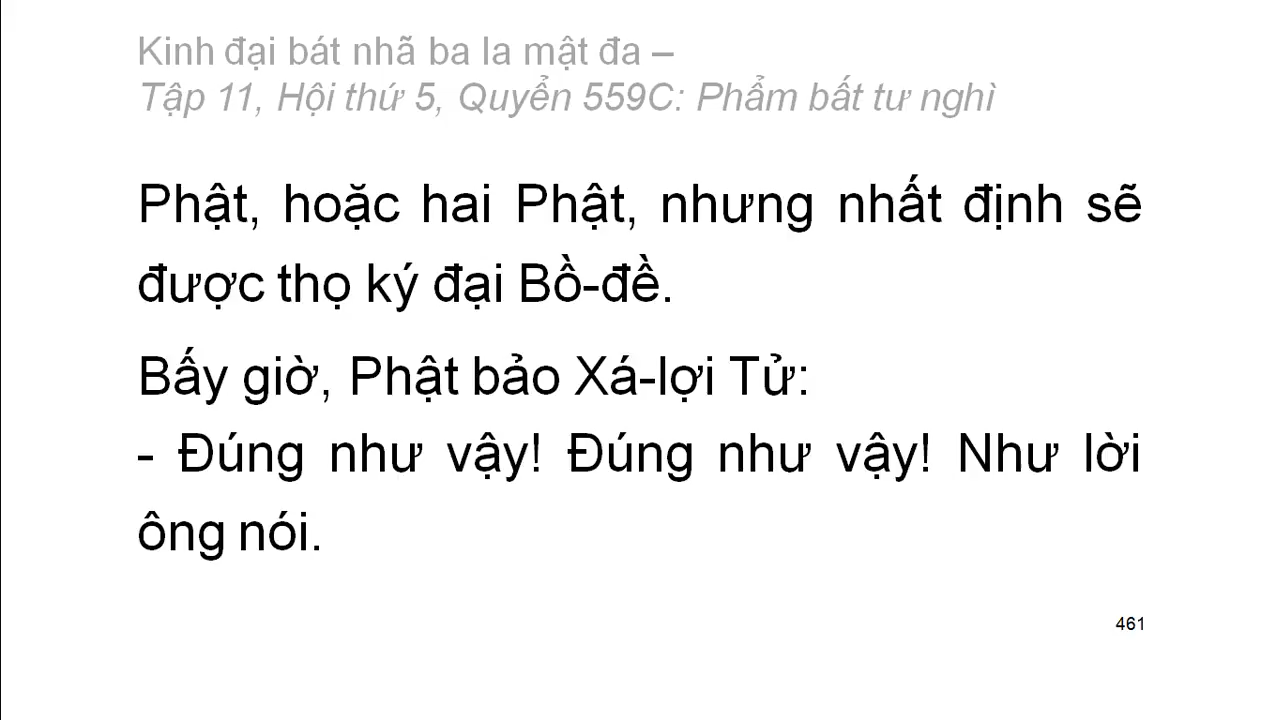 Kinh đại bát nhã ba la mật đa –
Tập 11, Hội thứ 5, Quyển 559C: Phẩm bất tư nghì
Phật, hoặc hai Phật, nhưng nhất định sẽ
được thọ ký đại Bồ-đề.
Bấy giờ, Phật bảo Xá-lợi Tử:
- Đúng như vậy! Đúng như vậy! Như lời
ông nói.
461